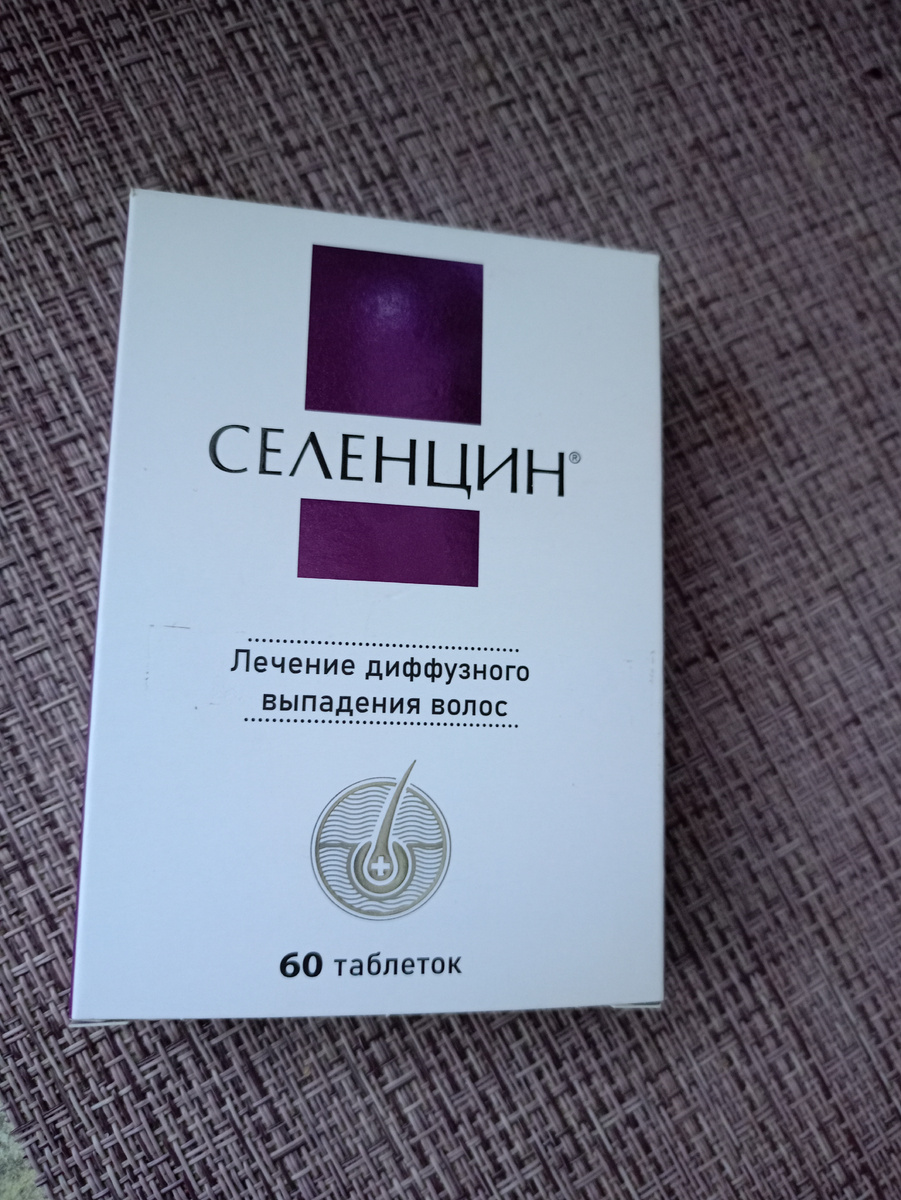 СЕЛЕНЦИН®
Лечение диффузного
выпадения волос
60 таблеток